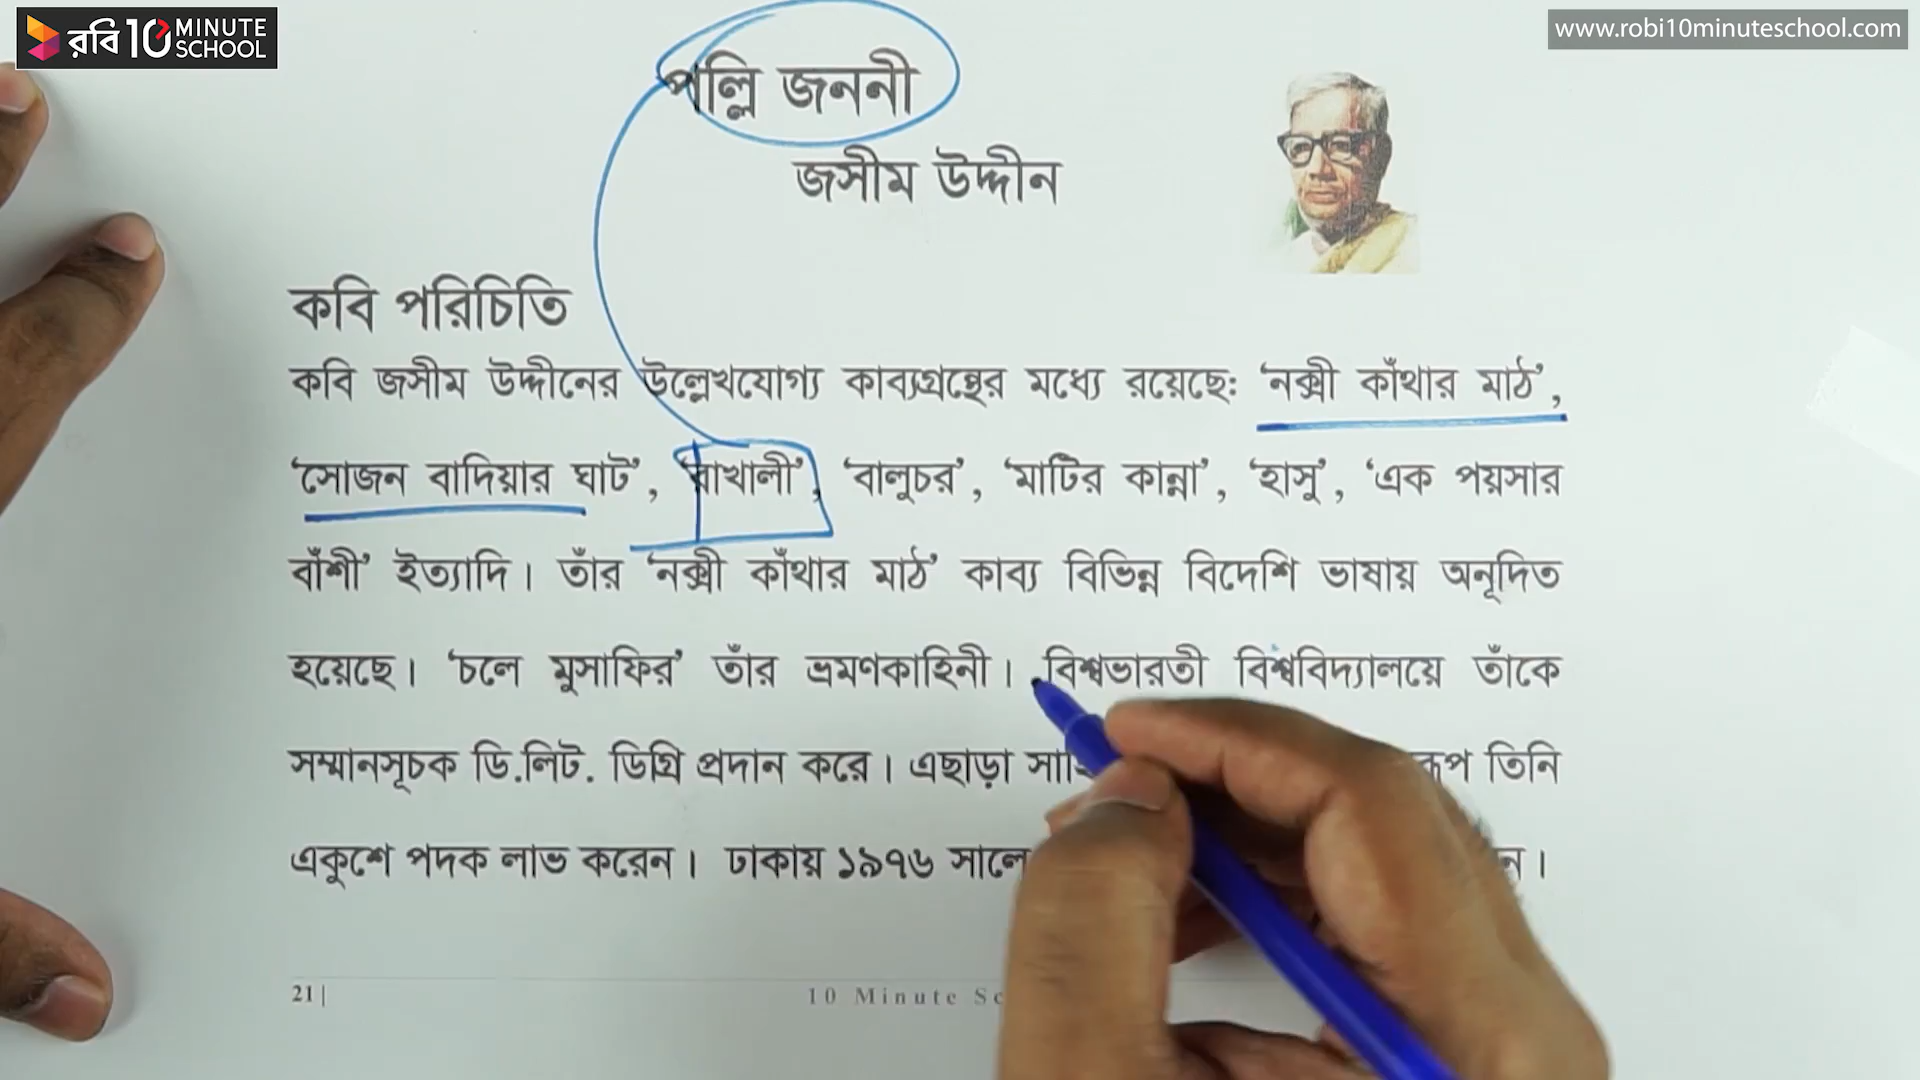 রবি 10 MINUTE SCHOOL
www.robi10minuteschool.com
পল্লি জননী
জসীম উদ্দীন
কবি পরিচিতি
কবি জসীম উদ্দীনের উল্লেখযোগ্য কাব্যগ্রন্থের মধ্যে রয়েছেঃ ‘নক্সী কাঁথার মাঠ’,
‘সোজন বাদিয়ার ঘাট’, ‘রাখালী’, ‘বালুচর’, ‘মাটির কান্না’, ‘হাসু’, ‘এক পয়সার
বাঁশী’ ইত্যাদি। তাঁর ‘নক্সী কাঁথার মাঠ’ কাব্য বিভিন্ন বিদেশি ভাষায় অনূদিত
হয়েছে। ‘চলে মুসাফির’ তাঁর ভ্রমণকাহিনী। বিশ্বভারতী বিশ্ববিদ্যালয়ে তাঁকে
সম্মানসূচক ডি.লিট. ডিগ্রি প্রদান করে। এছাড়া তিনি
একুশে পদক লাভ করেন। ঢাকায় ১৯৭৬ সালে
21| 10 Minute